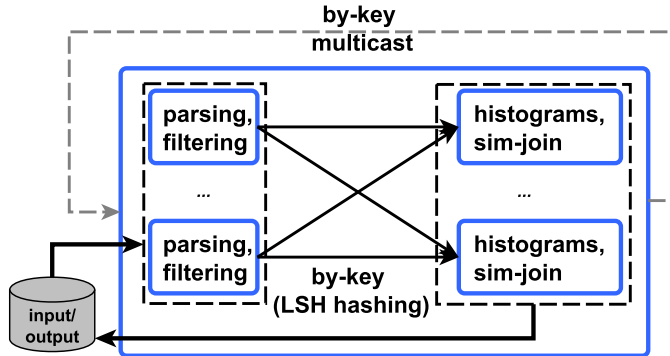 by-key
multicast
parsing,
filtering
histograms,
sim-join
...
...
parsing,
filtering
histograms,
sim-join
by-key
(LSH hashing)
input/
output